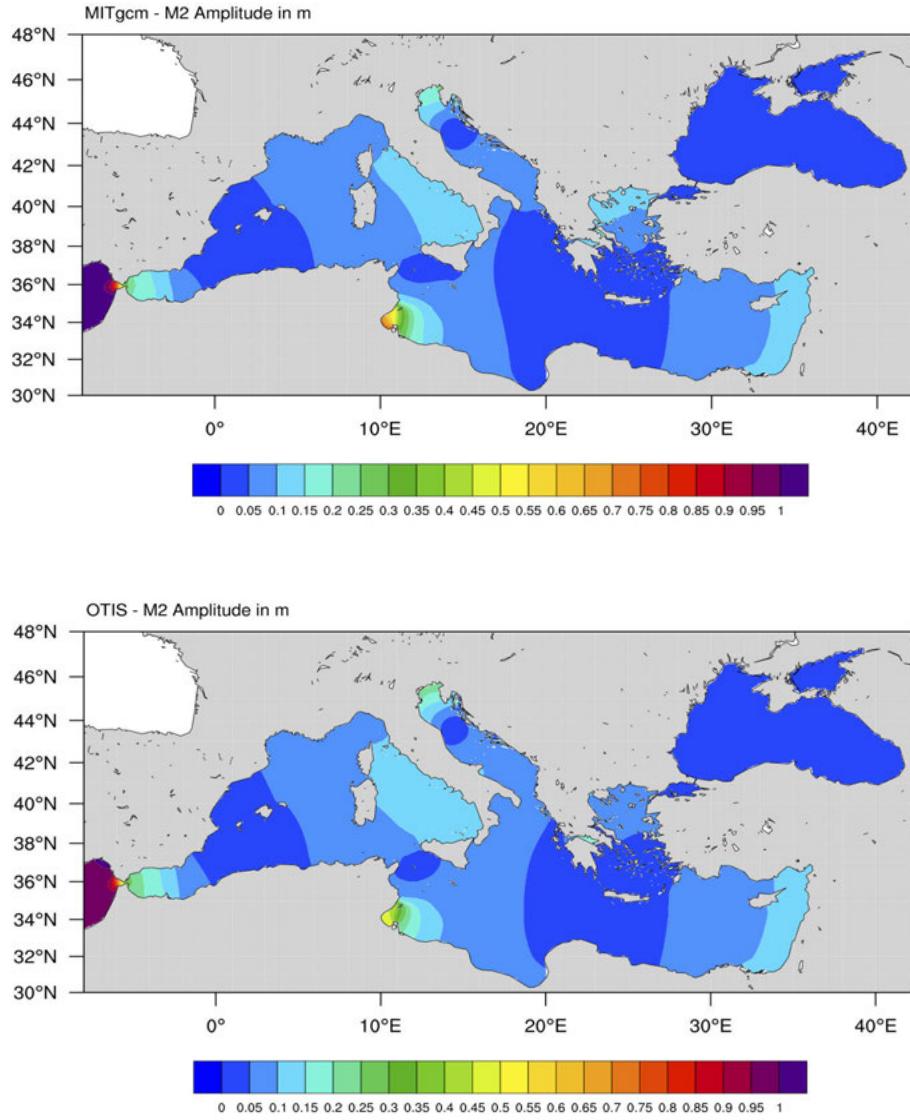 MITgcm - M2 Amplitude in m
48°N
46°N
44°N
42°N
40°N
38°N
36°N
34°N
32°N
30°N
0°
10°E
20°E
30°E
40°E
0 0.05 0.1 0.15 0.2 0.25 0.3 0.35 0.4 0.45 0.5 0.55 0.6 0.65 0.7 0.75 0.8 0.85 0.9 0.95 1
OTIS - M2 Amplitude in m
48°N
46°N
44°N
42°N
40°N
38°N
36°N
34°N
32°N
30°N
0°
10°E
20°E
30°E
40°E
0 0.05 0.1 0.15 0.2 0.25 0.3 0.35 0.4 0.45 0.5 0.55 0.6 0.65 0.7 0.75 0.8 0.85 0.9 0.95 1